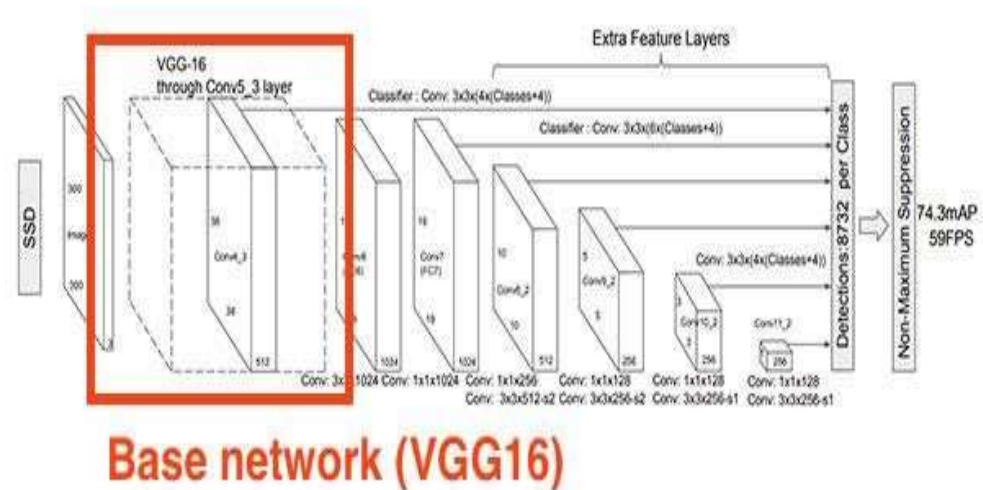 Extra Feature Layers
VGG-16
through Conv5_3 layer
Classifier : Conv: 3x3x(4x(Classes+4))
Classifier : Conv: 3x3x(6x(Classes+4))
SSD
300
300
3
38
Conv4_3
38
512
1024
19
Conv7
(FC7)
19
1024
10
10
512
5
Conv9_2
5
256
Conv: 3x3x(4x(Classes+4))
3
Conv10_2
3
256
Conv11_2
256
Detections:8732 per Class
Non-Maximum Suppression
74.3mAP
59FPS
Conv: 1x1x1024
Conv: 1x1x256
Conv: 3x3x512-s2
Conv: 1x1x128
Conv: 3x3x256-s2
Conv: 1x1x128
Conv: 3x3x256-s1
Conv: 1x1x128
Conv: 3x3x256-s1
Base network (VGG16)